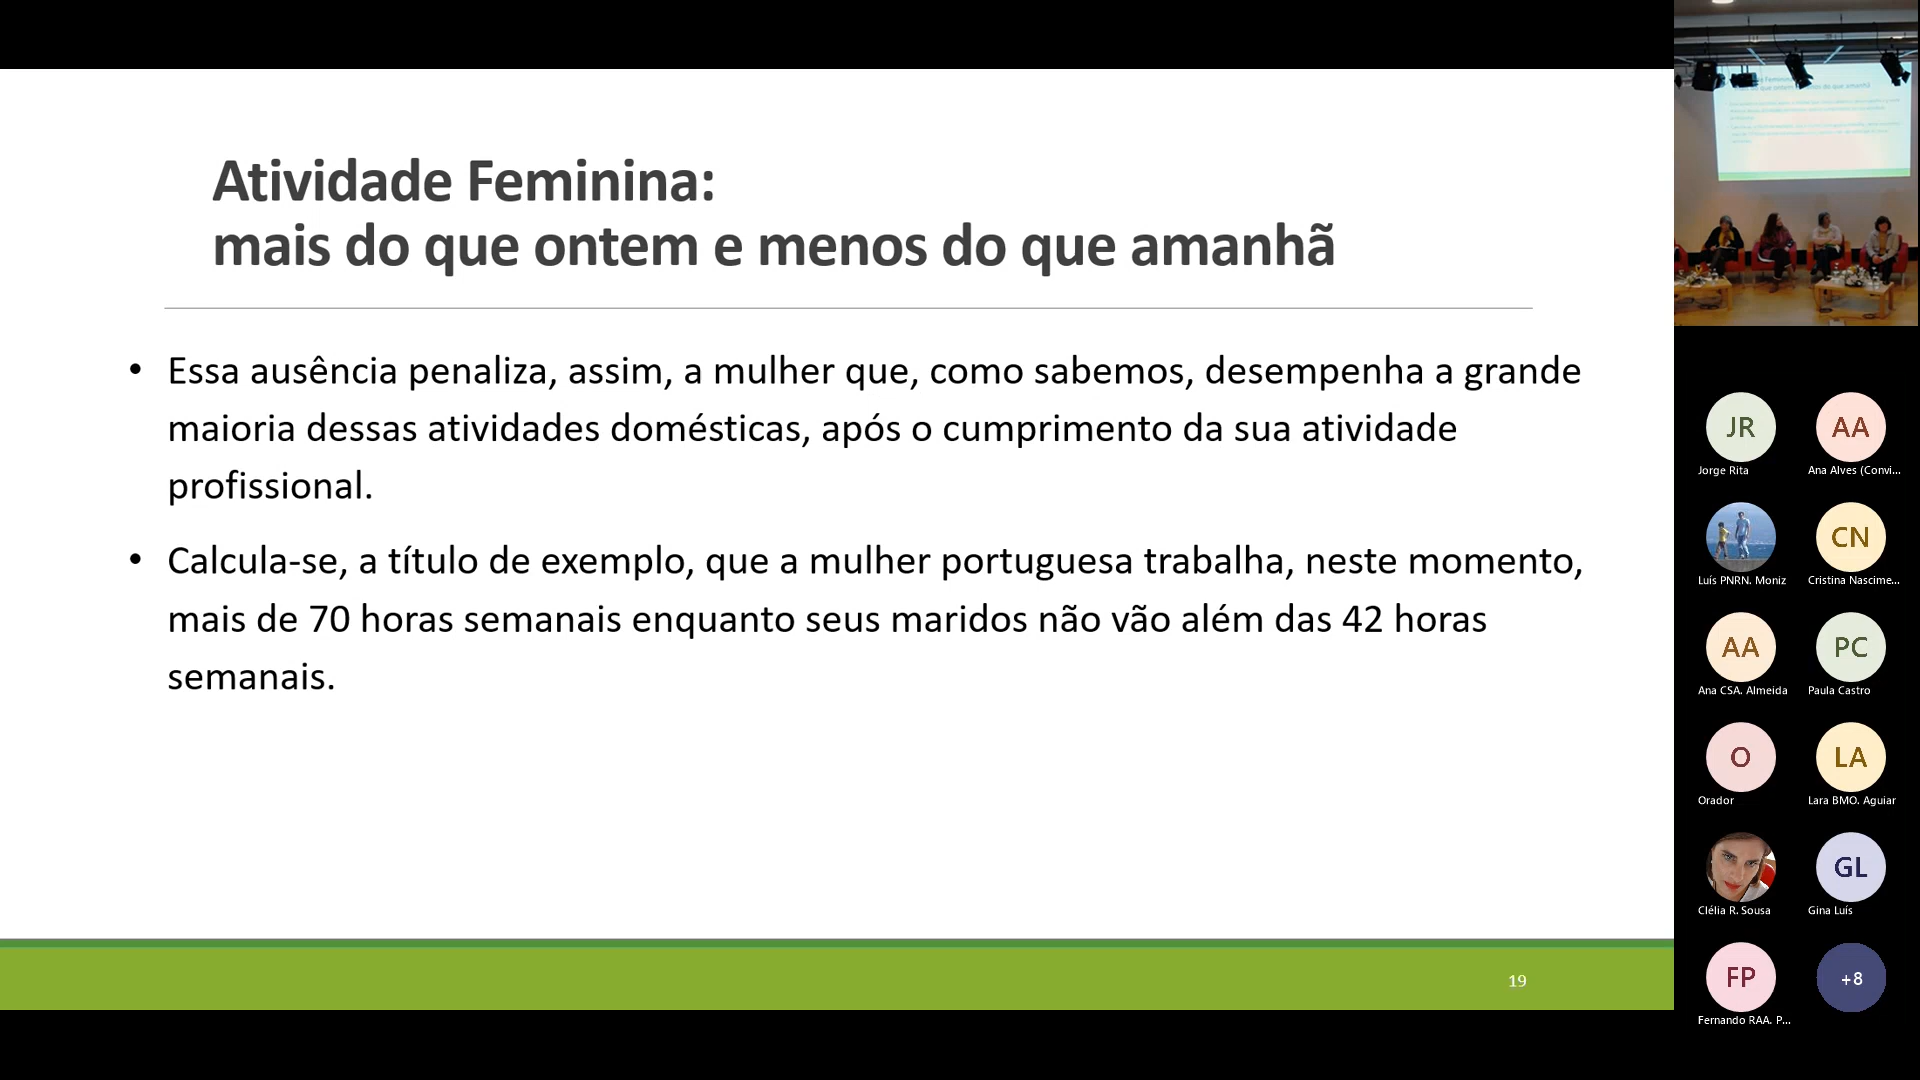 Atividade Feminina:
mais do que ontem e menos do que amanhã
• Essa ausência penaliza, assim, a mulher que, como sabemos, desempenha a grande
maioria dessas atividades domésticas, após o cumprimento da sua atividade
profissional.
• Calcula-se, a título de exemplo, que a mulher portuguesa trabalha, neste momento,
mais de 70 horas semanais enquanto seus maridos não vão além das 42 horas
semanais.
19
JR
AA
Jorge Rita
Ana Alves (Convi...
CN
Luís PNRN. Moniz
Cristina Nascime...
AA
PC
Ana CSA. Almeida
Paula Castro
O
LA
Orador
Lara BMO. Aguiar
GL
Clélia R. Sousa
Gina Luís
FP
+8
Fernando RAA. P...